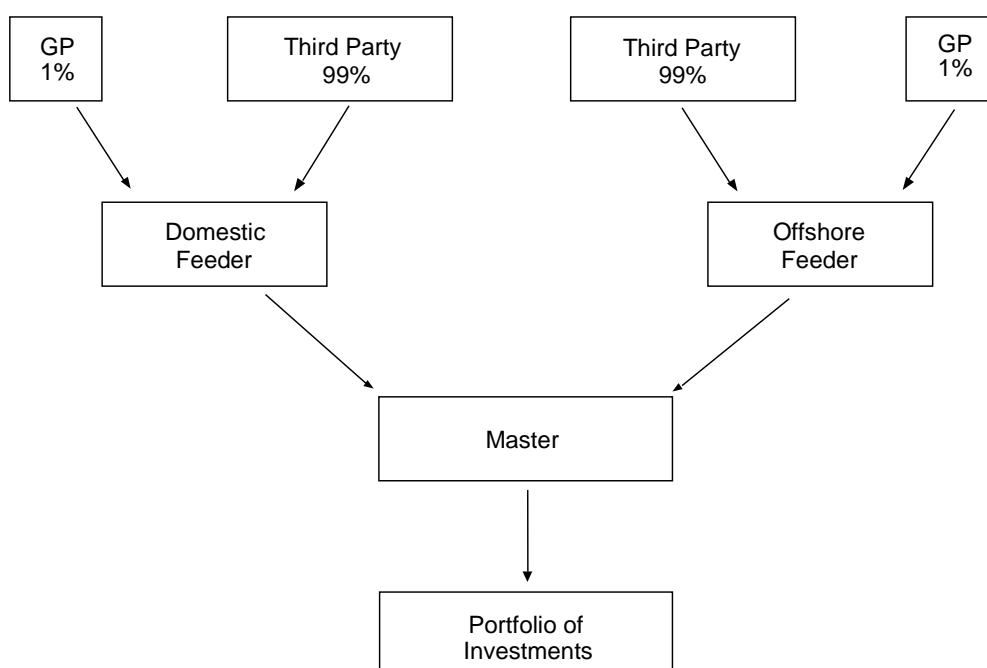 GP
1%
Third Party
99%
Third Party
99%
GP
1%
Domestic
Feeder
Offshore
Feeder
Master
Portfolio of
Investments